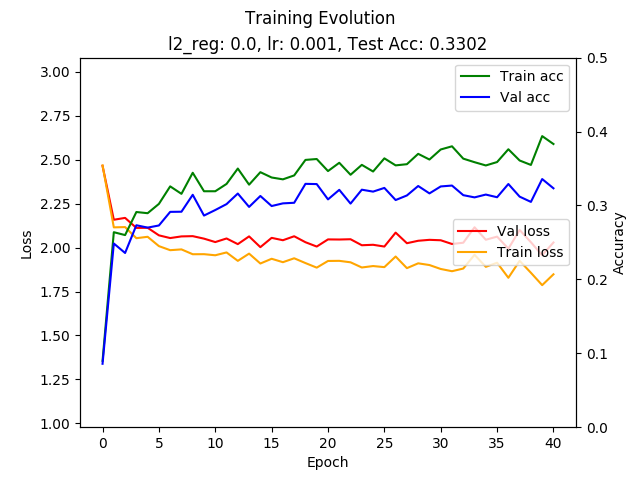 Training Evolution
l2_reg: 0.0, lr: 0.001, Test Acc: 0.3302
Train acc
Val acc
Val loss
Train loss
Loss
3.00
2.75
2.50
2.25
2.00
1.75
1.50
1.25
1.00
Accuracy
0.5
0.4
0.3
0.2
0.1
0.0
0 5 10 15 20 25 30 35 40
Epoch